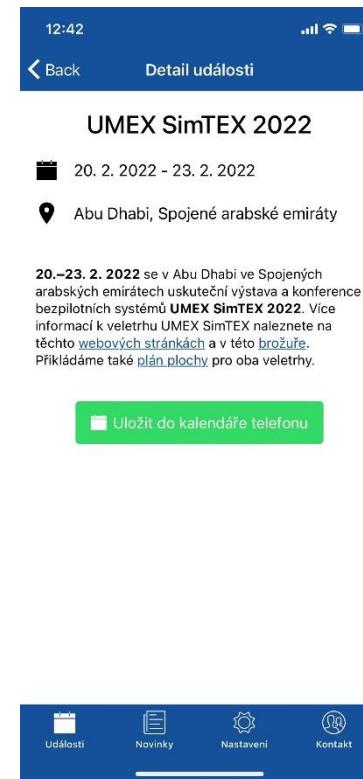 12:42
Back
Detail události
UMEX SimTEX 2022
20. 2. 2022 - 23. 2. 2022
Abu Dhabi, Spojené arabské emiráty
20.–23. 2. 2022 se v Abu Dhabi ve Spojených
arabských emirátech uskuteční výstava a konference
bezpilotních systémů UMEX SimTEX 2022. Více
informací k veletrhu UMEX SimTEX naleznete na
těchto webových stránkách a v této brožuře.
Přikládáme také plán plochy pro oba veletrhy.
Uložit do kalendáře telefonu
Události
Novinky
Nastavení
Kontakt